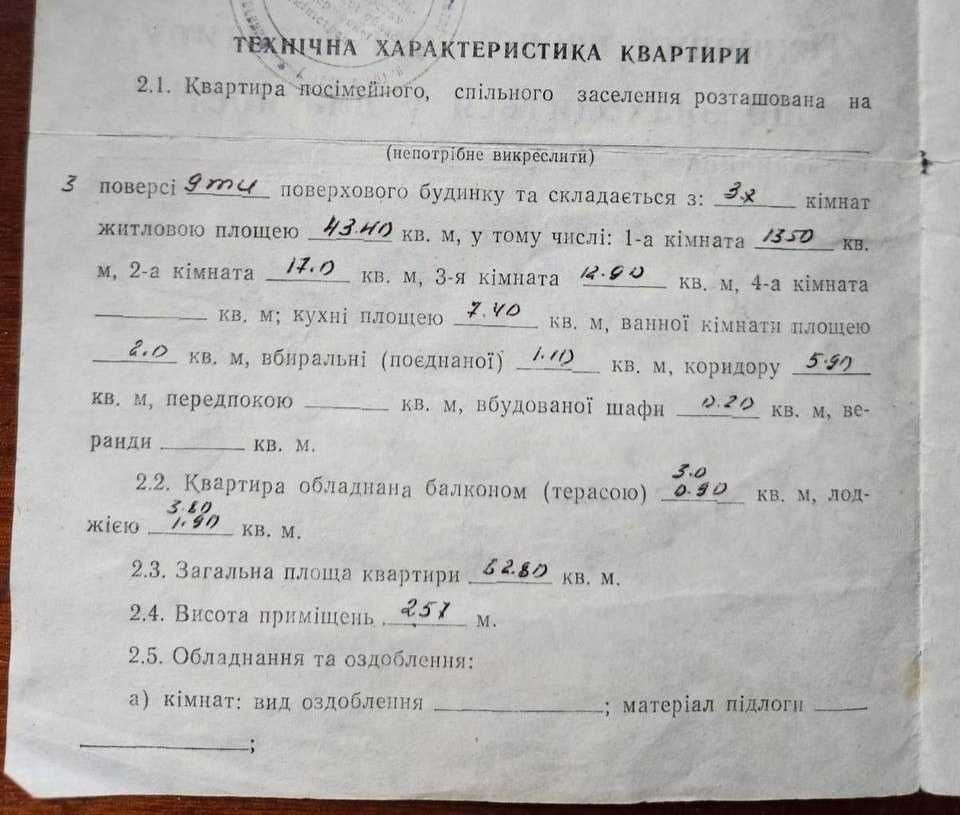 ТЕХНІЧНА ХАРАКТЕРИСТИКА КВАРТИРИ
2.1. Квартира посімейного, спільного заселення розташована на
(непотрібне викреслити)
3 поверсі 9ти поверхового будинку та складається з: 3х кімнат
житловою площею 43.40 кв. м, у тому числі: 1-а кімната 1350 кв.
м, 2-а кімната 17.0 кв. м, 3-я кімната 12.90 кв. м, 4-а кімната
кв. м; кухні площею 7.40 кв. м, ванної кімнати площею
2.0 кв. м, вбиральні (поєднаної) 1.10 кв. м, коридору 5.90
кв. м, передпокою кв. м, вбудованої шафи 0.20 кв. м, ве-
ранди кв. м.
3.0
2.2. Квартира обладнана балконом (терасою) 0.90 кв. м, лод-
3.80
жією 1.90 кв. м.
2.3. Загальна площа квартири 62.80 кв. м.
2.4. Висота приміщень 257 м.
2.5. Обладнання та оздоблення:
а) кімнат: вид оздоблення ; матеріал підлоги
;